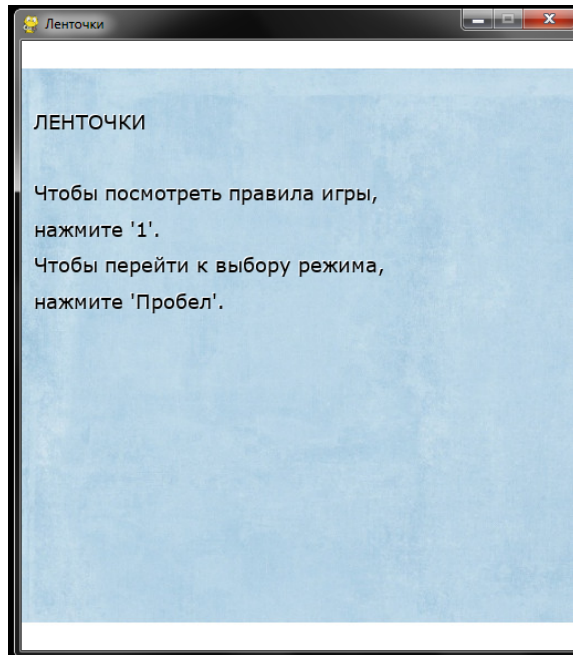 Ленточки
ЛЕНТОЧКИ
Чтобы посмотреть правила игры,
нажмите '1'.
Чтобы перейти к выбору режима,
нажмите 'Пробел'.